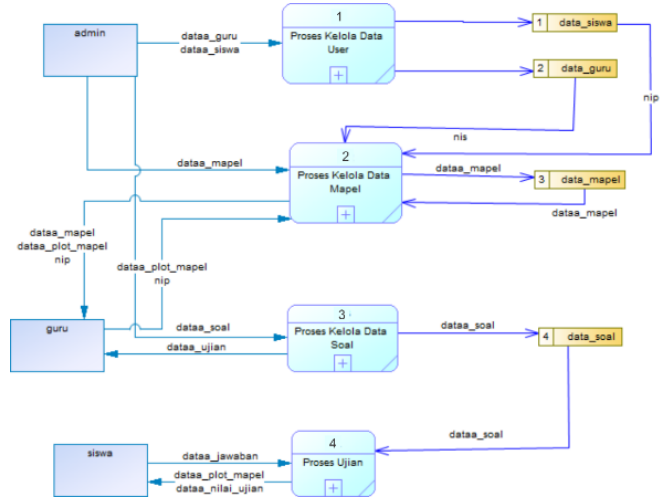 admin
dataa_guru
dataa_siswa
1
Proses Kelola Data
User
1 data_siswa
2 data_guru
nip
nis
dataa_mapel
2
Proses Kelola Data
Mapel
dataa_mapel
3 data_mapel
dataa_mapel
dataa_mapel
dataa_plot_mapel
nip
dataa_plot_mapel
nip
guru
dataa_soal
dataa_ujian
3
Proses Kelola Data
Soal
dataa_soal
4 data_soal
dataa_soal
siswa
dataa_jawaban
dataa_plot_mapel
dataa_nilai_ujian
4
Proses Ujian